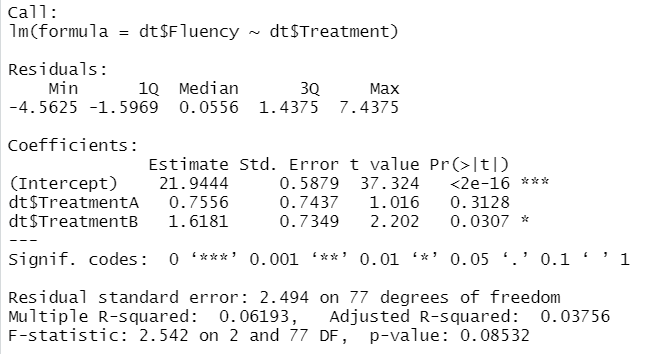 Call:
lm(formula = dt$Fluency ~ dt$Treatment)
Residuals:
Min 1Q Median 3Q Max
-4.5625 -1.5969 0.0556 1.4375 7.4375
Coefficients:
Estimate Std. Error t value Pr(>|t|)
(Intercept) 21.9444 0.5879 37.324 <2e-16 ***
dt$TreatmentA 0.7556 0.7437 1.016 0.3128
dt$TreatmentB 1.6181 0.7349 2.202 0.0307 *
---
Signif. codes: 0 ‘***’ 0.001 ‘**’ 0.01 ‘*’ 0.05 ‘.’ 0.1 ‘ ’ 1
Residual standard error: 2.494 on 77 degrees of freedom
Multiple R-squared: 0.06193, Adjusted R-squared: 0.03756
F-statistic: 2.542 on 2 and 77 DF, p-value: 0.08532